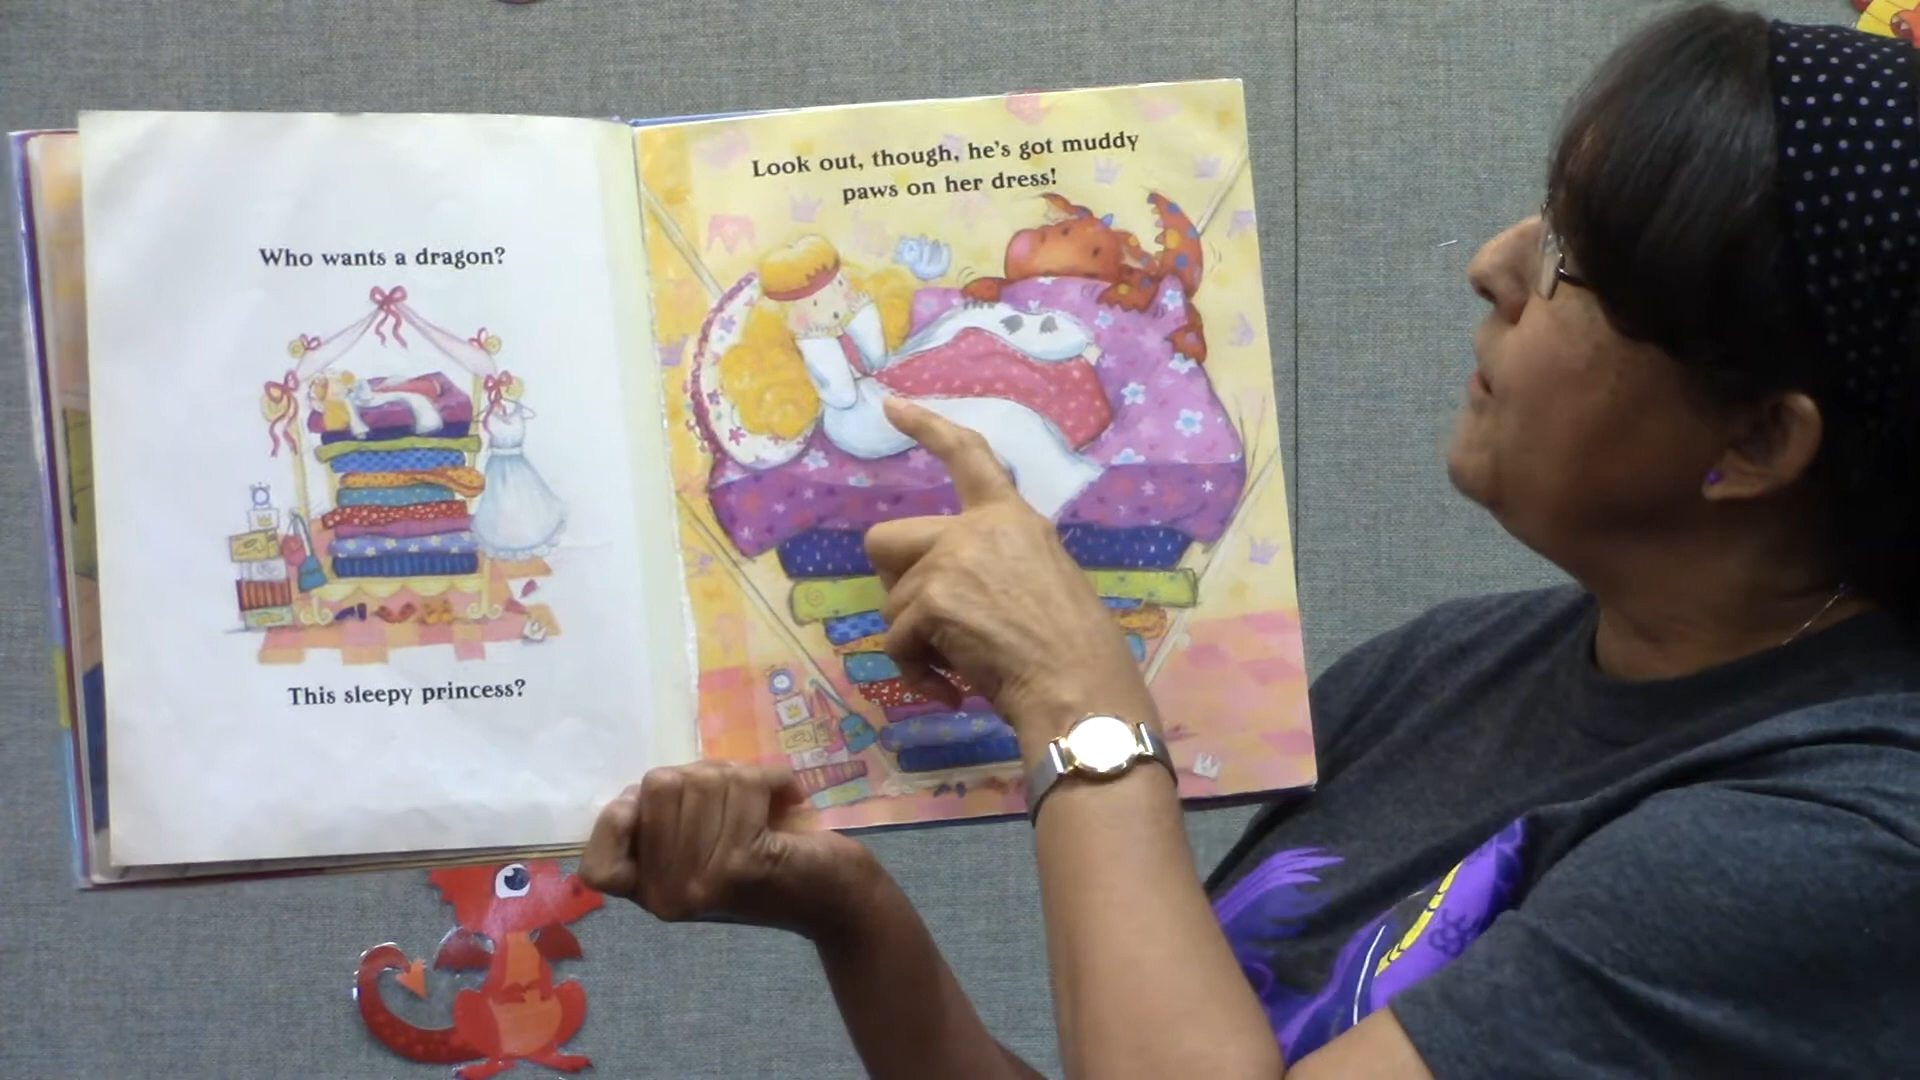 Who wants a dragon?
This sleepy princess?
Look out, though, he's got muddy
paws on her dress!